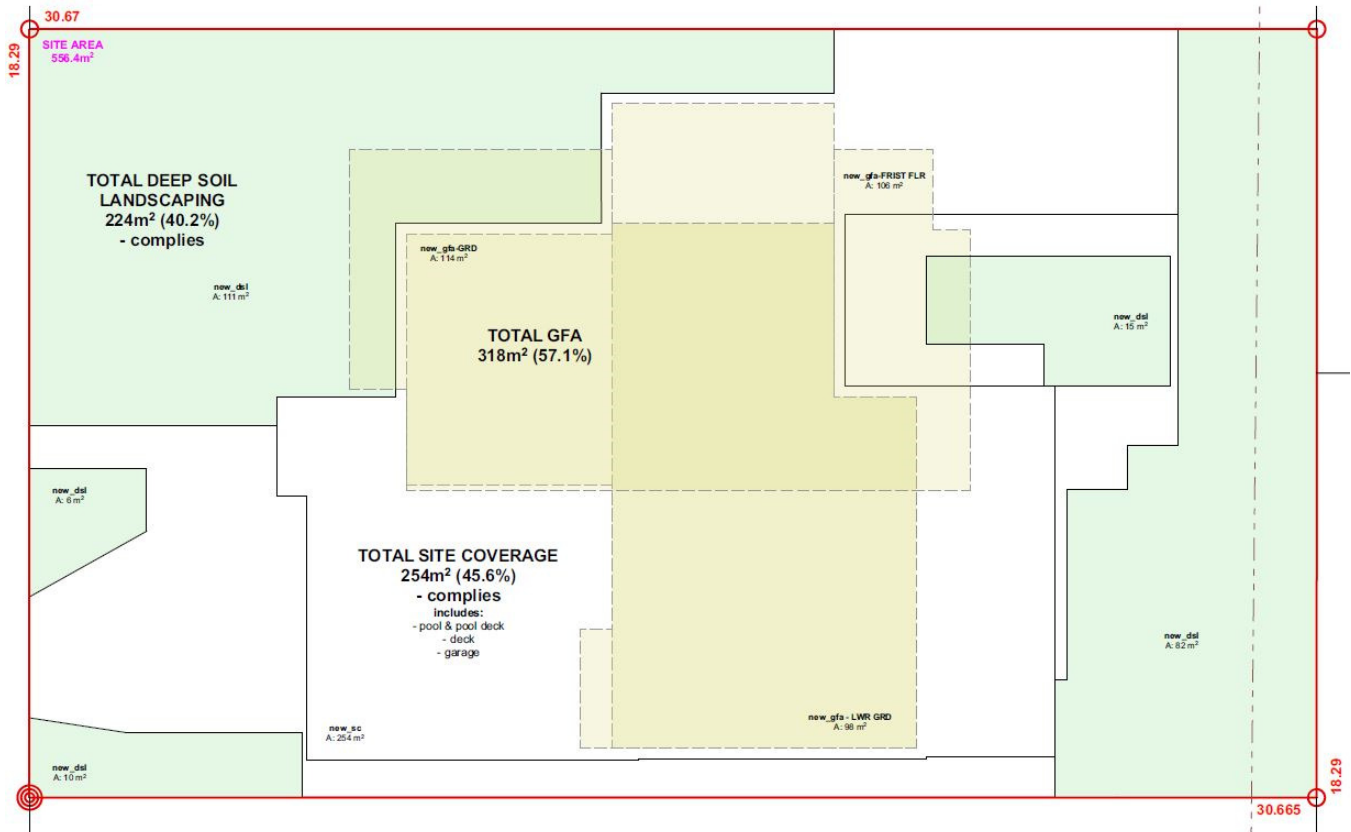 30.67
18.29
SITE AREA
556.4m²
TOTAL DEEP SOIL
LANDSCAPING
224m² (40.2%)
- complies
new_dsl
A: 111 m²
new_gfa-GRD
A: 114 m²
new_gfa-FRIST FLR
A: 106 m²
TOTAL GFA
318m² (57.1%)
new_dsl
A: 15 m²
new_dsl
A: 6 m²
TOTAL SITE COVERAGE
254m² (45.6%)
- complies
includes:
- pool & pool deck
- deck
- garage
new_dsl
A: 82 m²
new_sc
A: 254 m²
new_gfa - LWR GRD
A: 98 m²
new_dsl
A: 10 m²
18.29
30.665